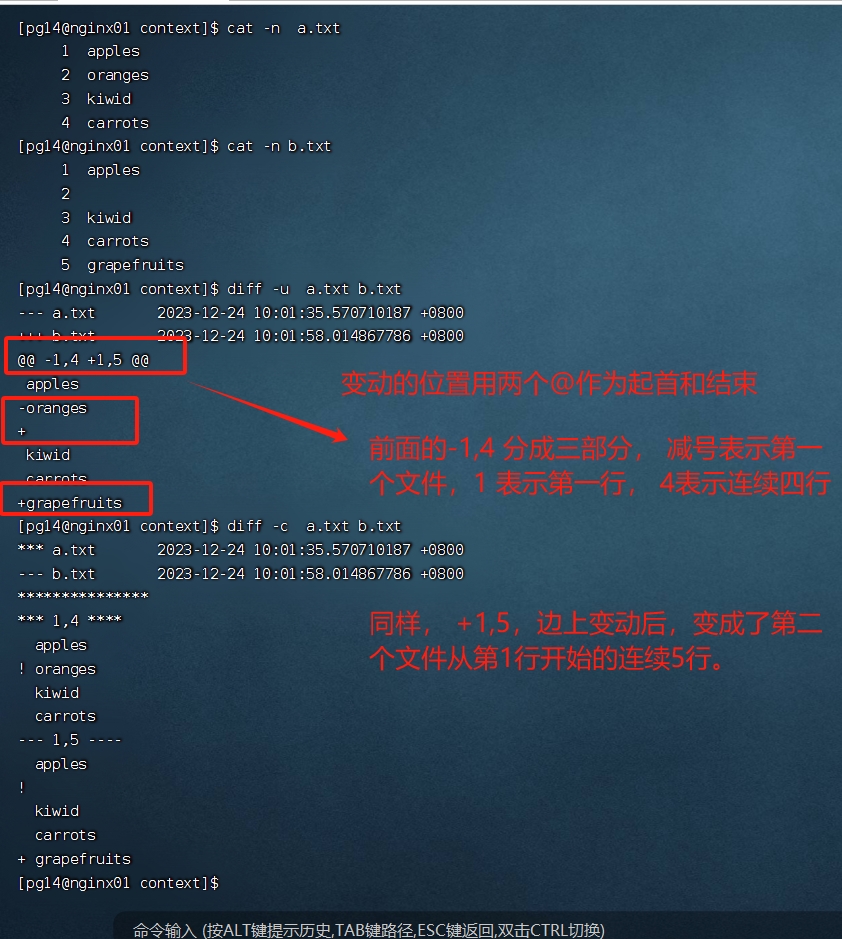 [pg14@nginx01 context]$ cat -n  a.txt
     1  apples
     2  oranges
     3  kiwid
     4  carrots
[pg14@nginx01 context]$ cat -n b.txt
     1  apples
     2
     3  kiwid
     4  carrots
     5  grapefruits
[pg14@nginx01 context]$ diff -u  a.txt b.txt
--- a.txt       2023-12-24 10:01:35.570710187 +0800
+++ b.txt       2023-12-24 10:01:58.014867786 +0800
@@ -1,4 +1,5 @@
 apples
变动的位置用两个@作为起首和结束
-oranges
+
前面的-1,4 分成三部分， 减号表示第一
个文件，1 表示第一行， 4表示连续四行
 kiwid
 carrots
+grapefruits
[pg14@nginx01 context]$ diff -c  a.txt b.txt
*** a.txt       2023-12-24 10:01:35.570710187 +0800
--- b.txt       2023-12-24 10:01:58.014867786 +0800
***************
*** 1,4 ****
同样， +1,5，边上变动后，变成了第二
个文件从第1行开始的连续5行。
  apples
! oranges
  kiwid
  carrots
--- 1,5 ----
  apples
!
  kiwid
  carrots
+ grapefruits
[pg14@nginx01 context]$
命令输入 (按ALT键提示历史,TAB键路径,ESC键返回,双击CTRL切换)